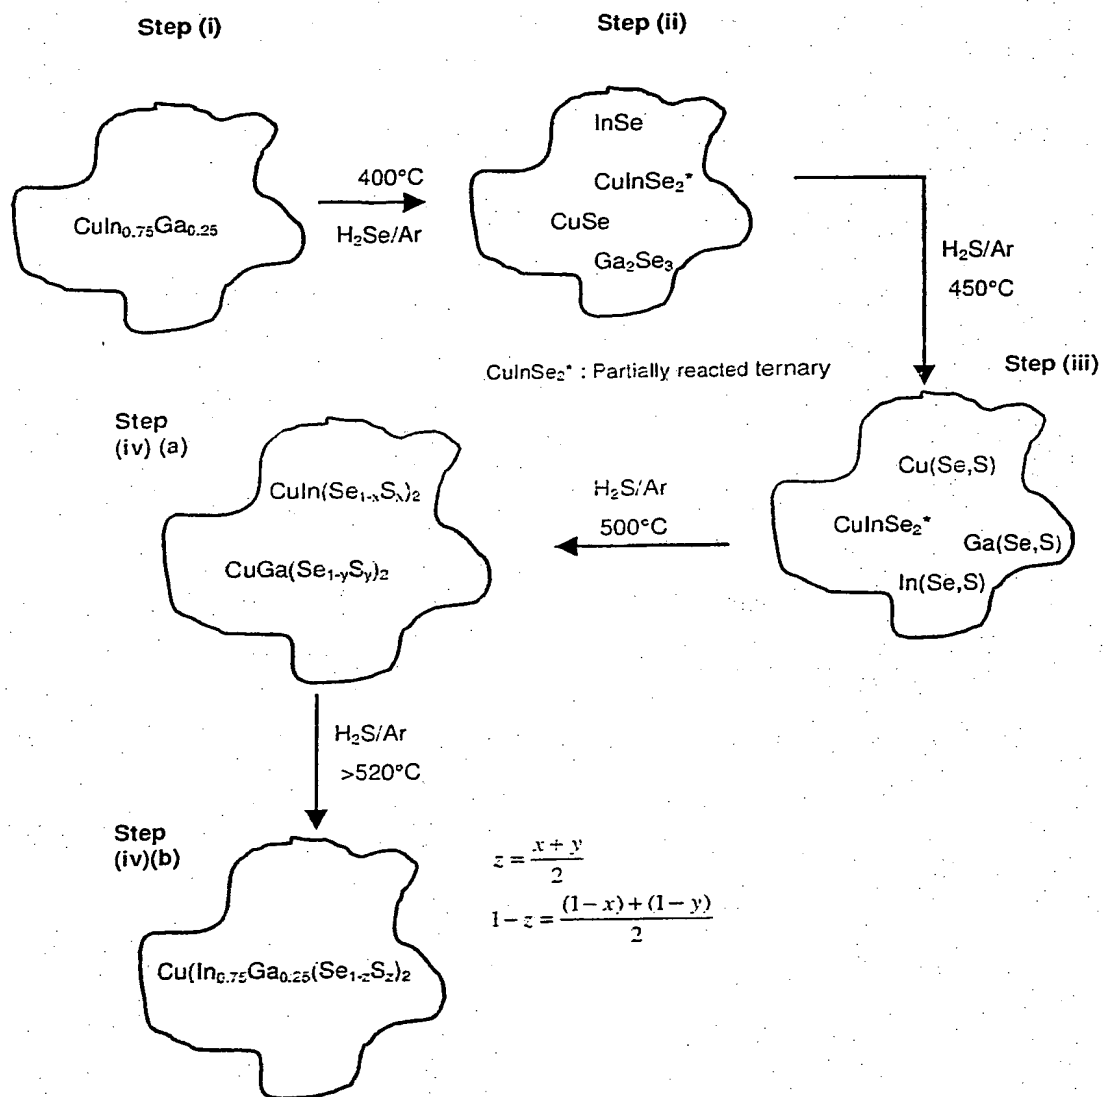 Step (i)
CuIn₀.₇₅Ga₀.₂₅
400°C
H₂Se/Ar
Step (ii)
InSe
CuInSe₂*
CuSe
Ga₂Se₃
H₂S/Ar
450°C
CuInSe₂* : Partially reacted ternary
Step (iii)
Cu(Se,S)
CuInSe₂*
Ga(Se,S)
In(Se,S)
H₂S/Ar
500°C
Step
(iv) (a)
CuIn(Se₁₋ₓSₓ)₂
CuGa(Se₁₋ySy)₂
H₂S/Ar
>520°C
Step
(iv)(b)
Cu(In₀.₇₅Ga₀.₂₅(Se₁₋zSz)₂
z = (x + y)/2
1 − z = ((1 − x) + (1 − y))/2